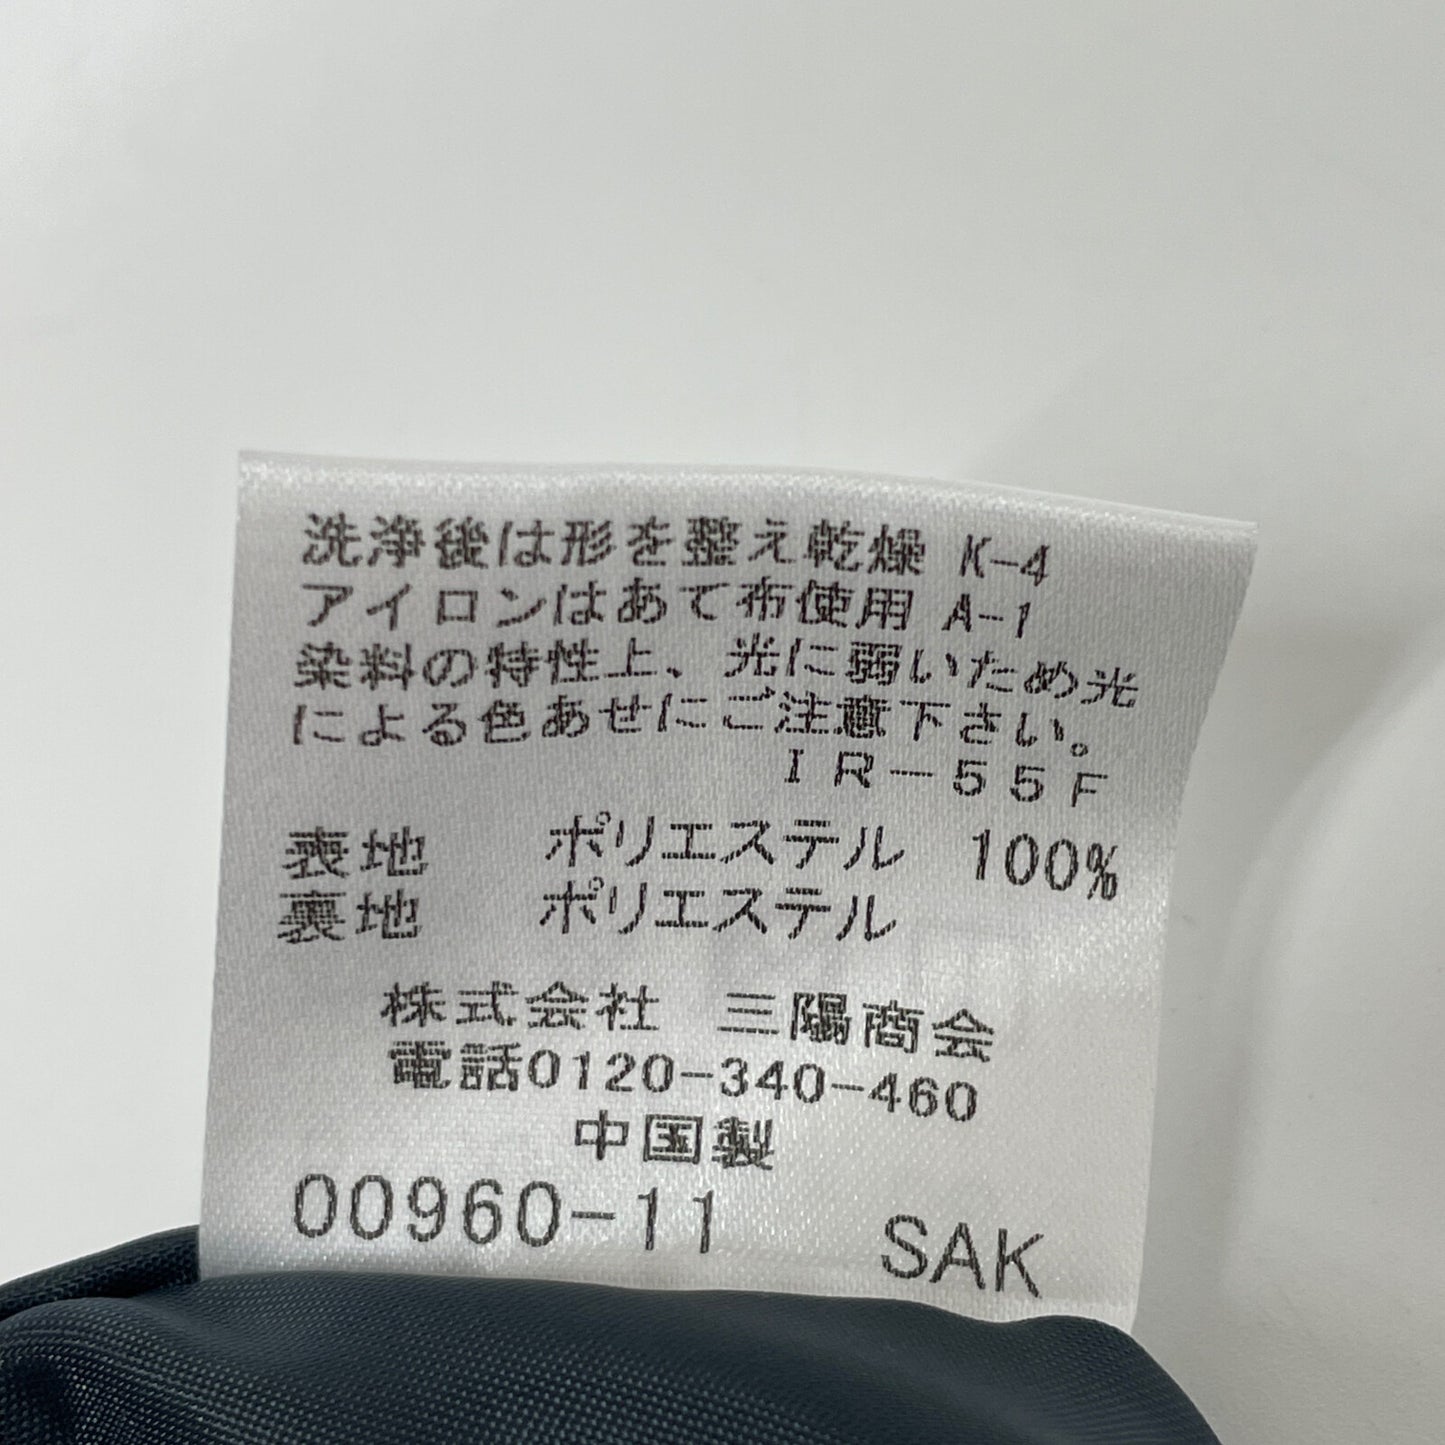 洗浄後は形を整え乾燥 K-4
アイロンはあて布使用 A-1
染料の特性上、光に弱いため光
による色あせにご注意下さい。
ＩＲ－５５Ｆ
表地 ポリエステル 100%
裏地 ポリエステル
株式会社 三陽商会
電話0120-340-460
中国製
00960-11 SAK